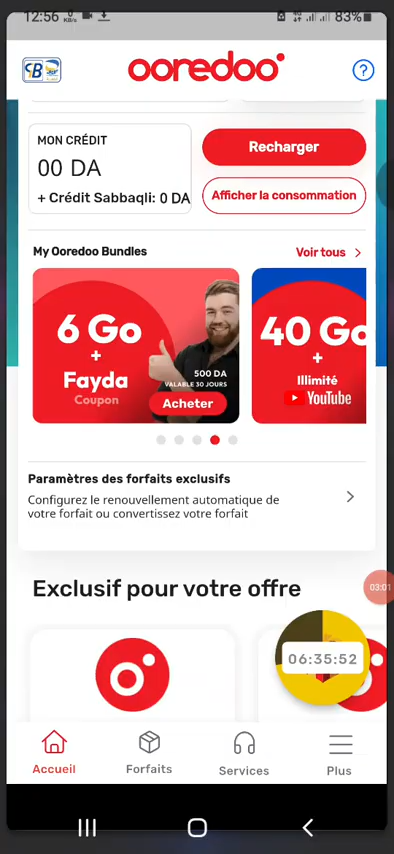 12:56
KB/s
4G
83%
ooredoo
?
MON CRÉDIT
00 DA
+ Crédit Sabbaqli: 0 DA
Recharger
Afficher la consommation
My Ooredoo Bundles
Voir tous
6 Go
+
Fayda
Coupon
500 DA
VALABLE 30 JOURS
Acheter
40 Go
+
Illimité
YouTube
Paramètres des forfaits exclusifs
Configurez le renouvellement automatique de
votre forfait ou convertissez votre forfait
03:01
Exclusif pour votre offre
06:35:52
Accueil
Forfaits
Services
Plus